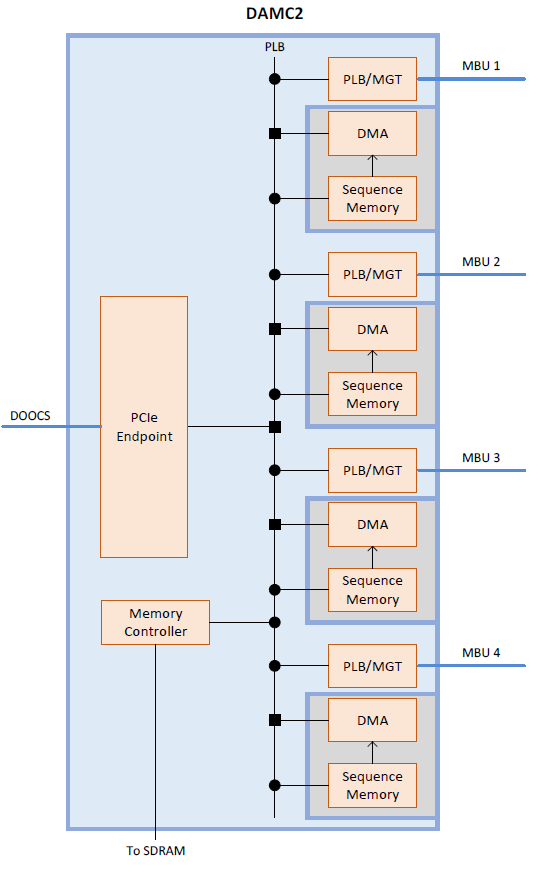 DAMC2
PLB
MBU 1
PLB/MGT
DMA
Sequence
Memory
MBU 2
PLB/MGT
DMA
Sequence
Memory
DOOCS
PCIe
Endpoint
MBU 3
PLB/MGT
DMA
Sequence
Memory
Memory
Controller
MBU 4
PLB/MGT
DMA
Sequence
Memory
To SDRAM